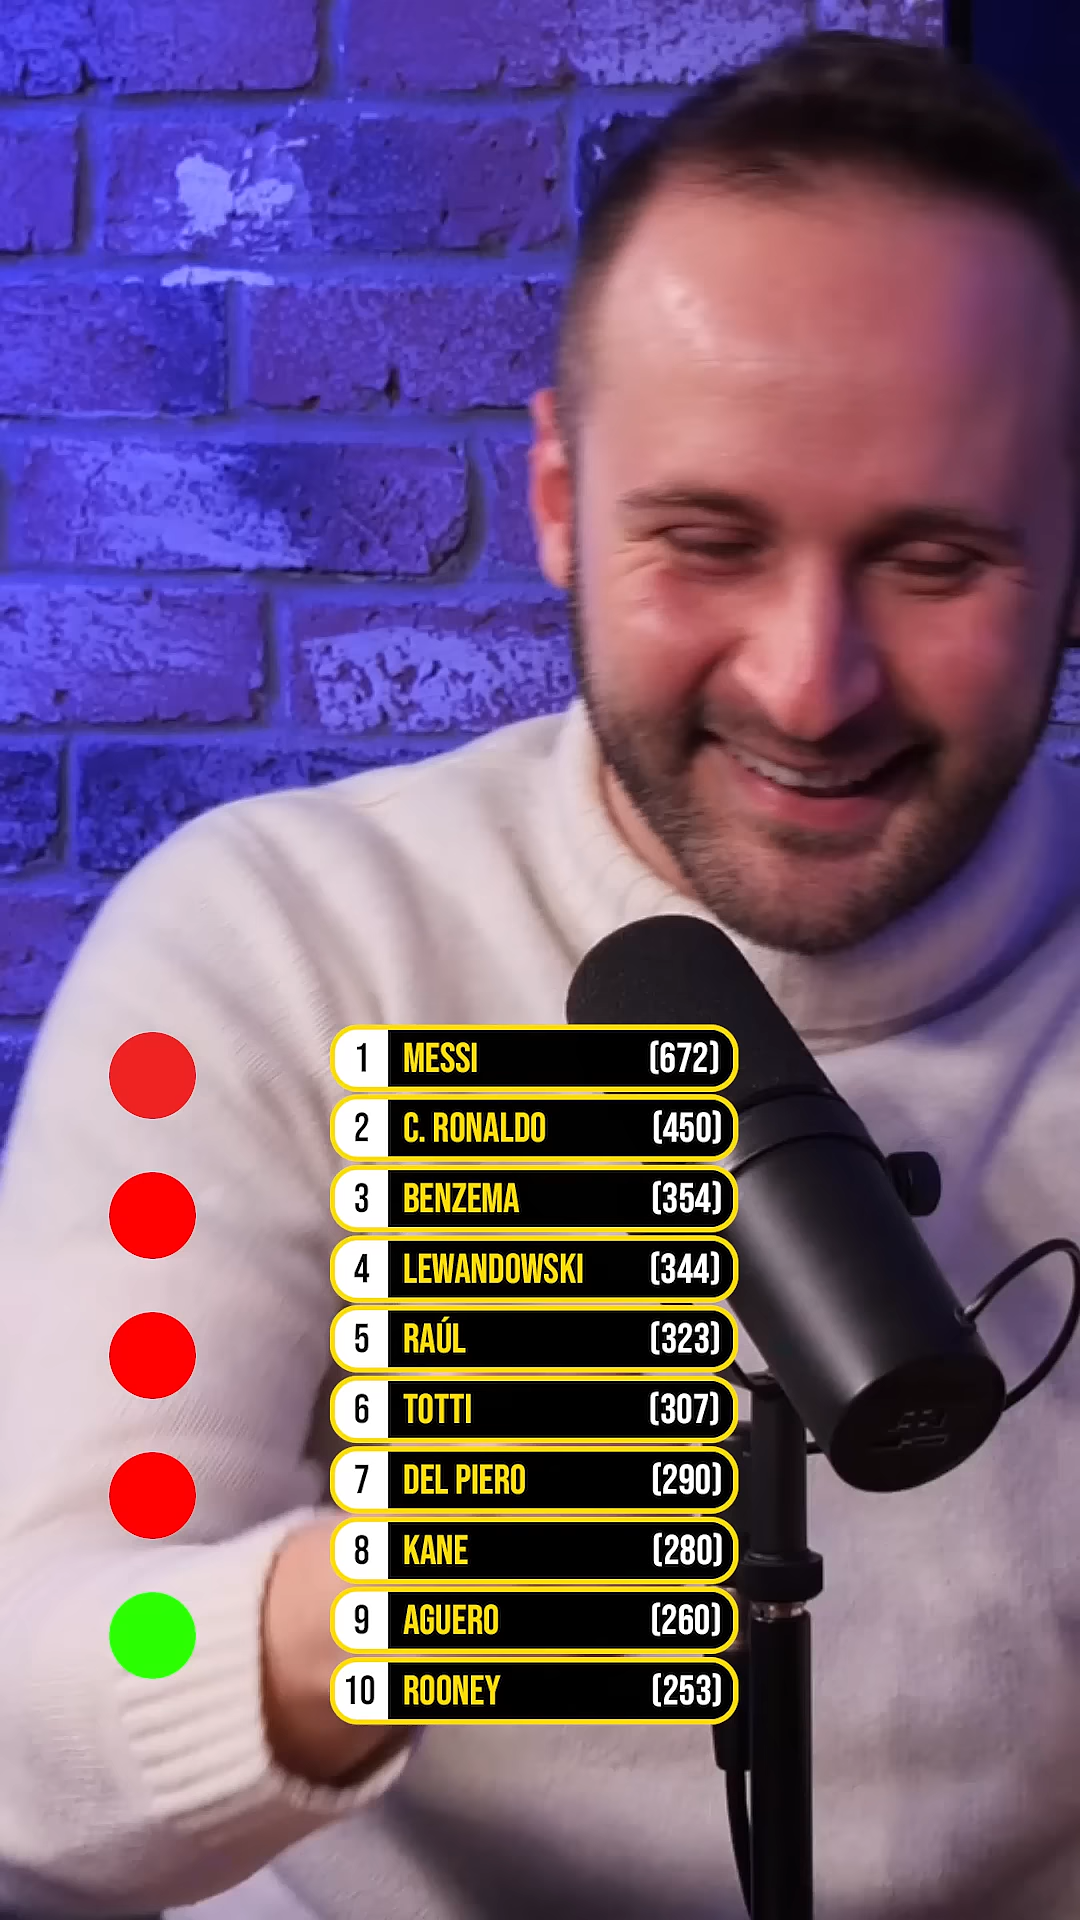 1 MESSI (672)
2 C. RONALDO (450)
3 BENZEMA (354)
4 LEWANDOWSKI (344)
5 RAÚL (323)
6 TOTTI (307)
7 DEL PIERO (290)
8 KANE (280)
9 AGUERO (260)
10 ROONEY (253)